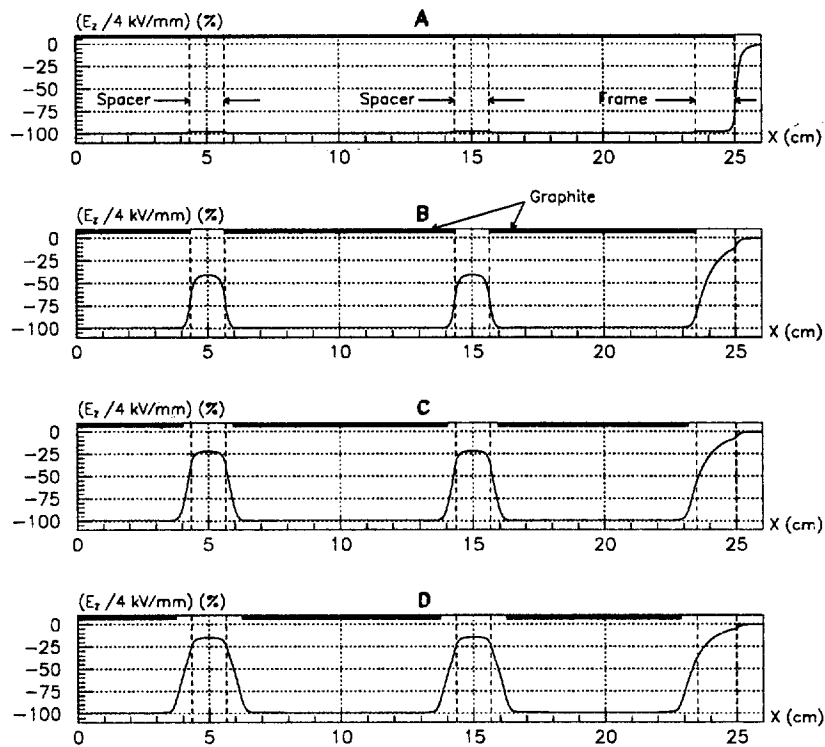 (E_z /4 kV/mm) (%) A
0
−25
−50
−75
−100
Spacer Spacer Frame
0 5 10 15 20 25 X (cm)
(E_z /4 kV/mm) (%) B Graphite
0
−25
−50
−75
−100
0 5 10 15 20 25 X (cm)
(E_z /4 kV/mm) (%) C
0
−25
−50
−75
−100
0 5 10 15 20 25 X (cm)
(E_z /4 kV/mm) (%) D
0
−25
−50
−75
−100
0 5 10 15 20 25 X (cm)